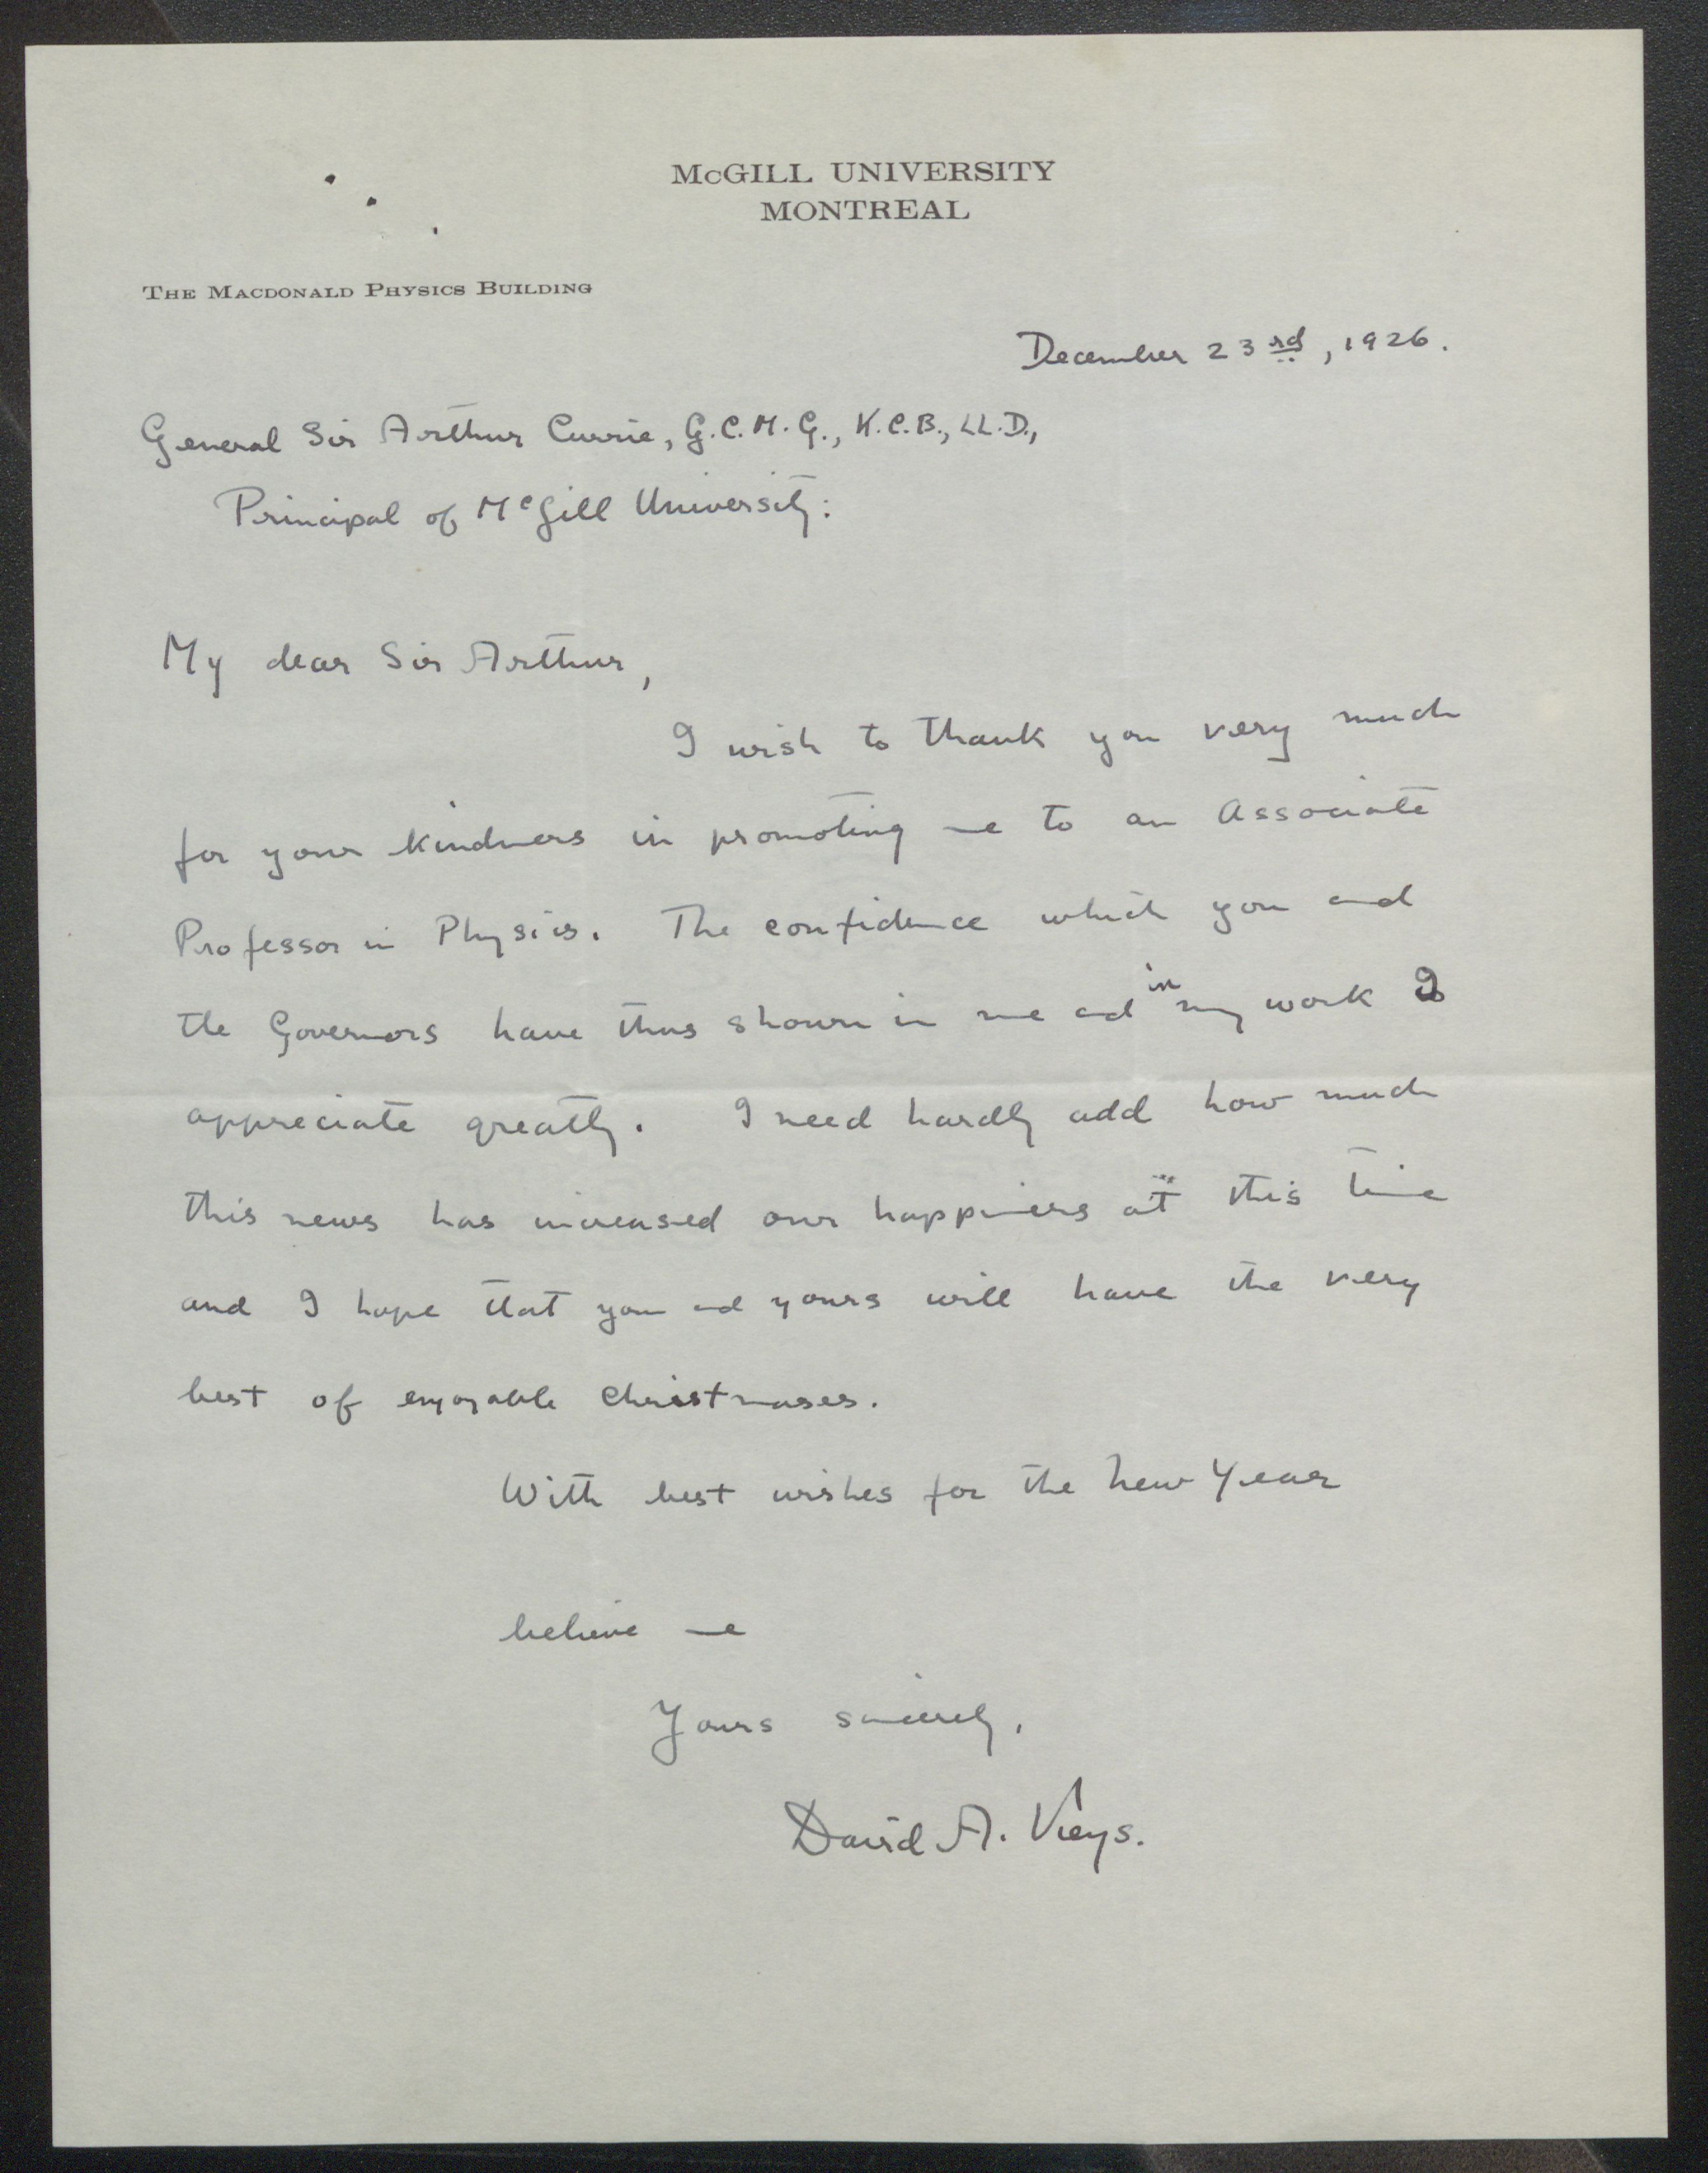 McGILL UNIVERSITY
MONTREAL
THE MACDONALD PHYSICS BUILDING
December 23rd, 1926.
General Sir Arthur Currie, G.C.M.G., K.C.B., LL.D.,
Principal of McGill University:
My dear Sir Arthur,
I wish to thank you very much
for your kindness in promoting me to an Associate
Professor in Physics. The confidence which you and
the Governors have thus shown in me and in my work I
appreciate greatly. I need hardly add how much
this news has increased our happiness at this time
and I hope that you and yours will have the very
best of enjoyable Christmases.
With best wishes for the New Year
believe me
Yours sincerely,
David A. Keys.